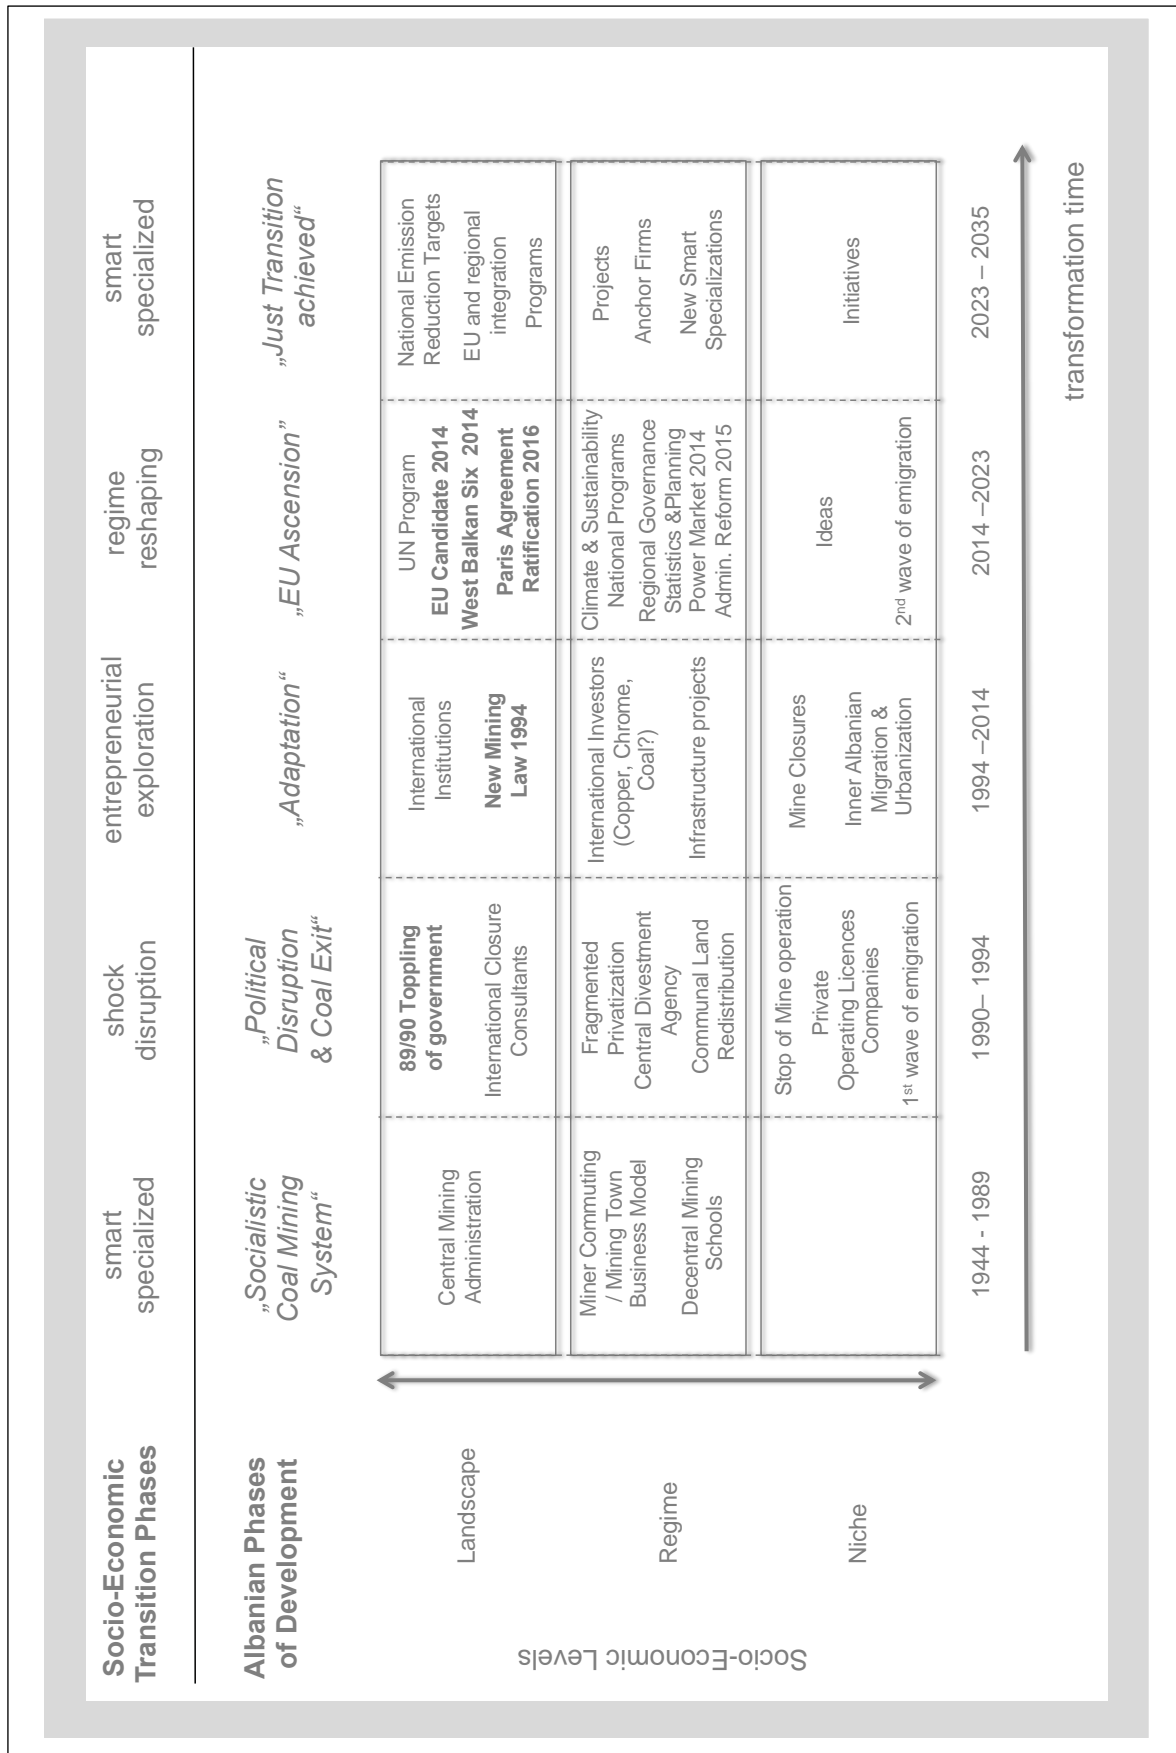 Socio-Economic
Transition Phases
smart
specialized
shock
disruption
entrepreneurial
exploration
regime
reshaping
smart
specialized
Albanian Phases
of Development
„Socialistic
Coal Mining
System“
„Political
Disruption
& Coal Exit“
„Adaptation“
„EU Ascension”
„Just Transition
achieved“
Socio-Economic Levels
Landscape
Central Mining
Administration
89/90 Toppling
of government
International Closure
Consultants
International
Institutions
New Mining
Law 1994
UN Program
EU Candidate 2014
West Balkan Six 2014
Paris Agreement
Ratification 2016
National Emission
Reduction Targets
EU and regional
integration
Programs
Regime
Miner Commuting
/ Mining Town
Business Model
Decentral Mining
Schools
Fragmented
Privatization
Central Divestment
Agency
Communal Land
Redistribution
International Investors
(Copper, Chrome,
Coal?)
Infrastructure projects
Climate & Sustainability
National Programs
Regional Governance
Statistics &Planning
Power Market 2014
Admin. Reform 2015
Projects
Anchor Firms
New Smart
Specializations
Niche
Stop of Mine operation
Private
Operating Licences
Companies
1st wave of emigration
Mine Closures
Inner Albanian
Migration &
Urbanization
Ideas
2nd wave of emigration
Initiatives
1944 - 1989
1990– 1994
1994 –2014
2014 –2023
2023 – 2035
transformation time